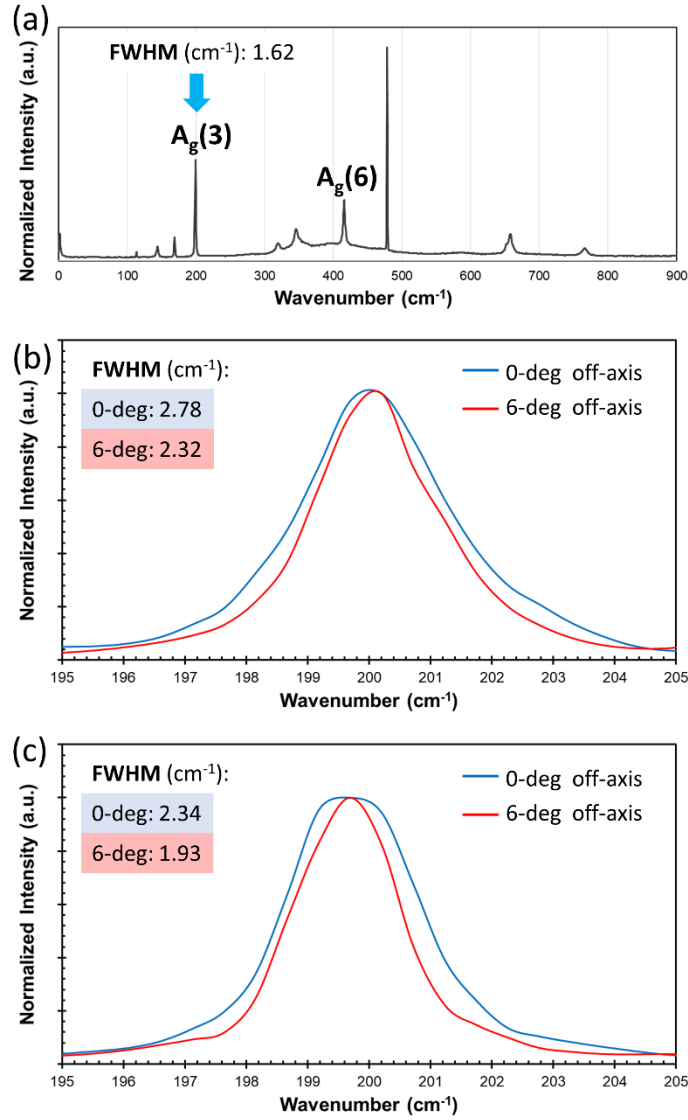 (a)
FWHM (cm⁻¹): 1.62
A_g(3)
A_g(6)
Normalized Intensity (a.u.)
0 100 200 300 400 500 600 700 800 900
Wavenumber (cm⁻¹)
(b)
FWHM (cm⁻¹):
0-deg: 2.78
6-deg: 2.32
0-deg off-axis
6-deg off-axis
Normalized Intensity (a.u.)
195 196 197 198 199 200 201 202 203 204 205
Wavenumber (cm⁻¹)
(c)
FWHM (cm⁻¹):
0-deg: 2.34
6-deg: 1.93
0-deg off-axis
6-deg off-axis
Normalized Intensity (a.u.)
195 196 197 198 199 200 201 202 203 204 205
Wavenumber (cm⁻¹)